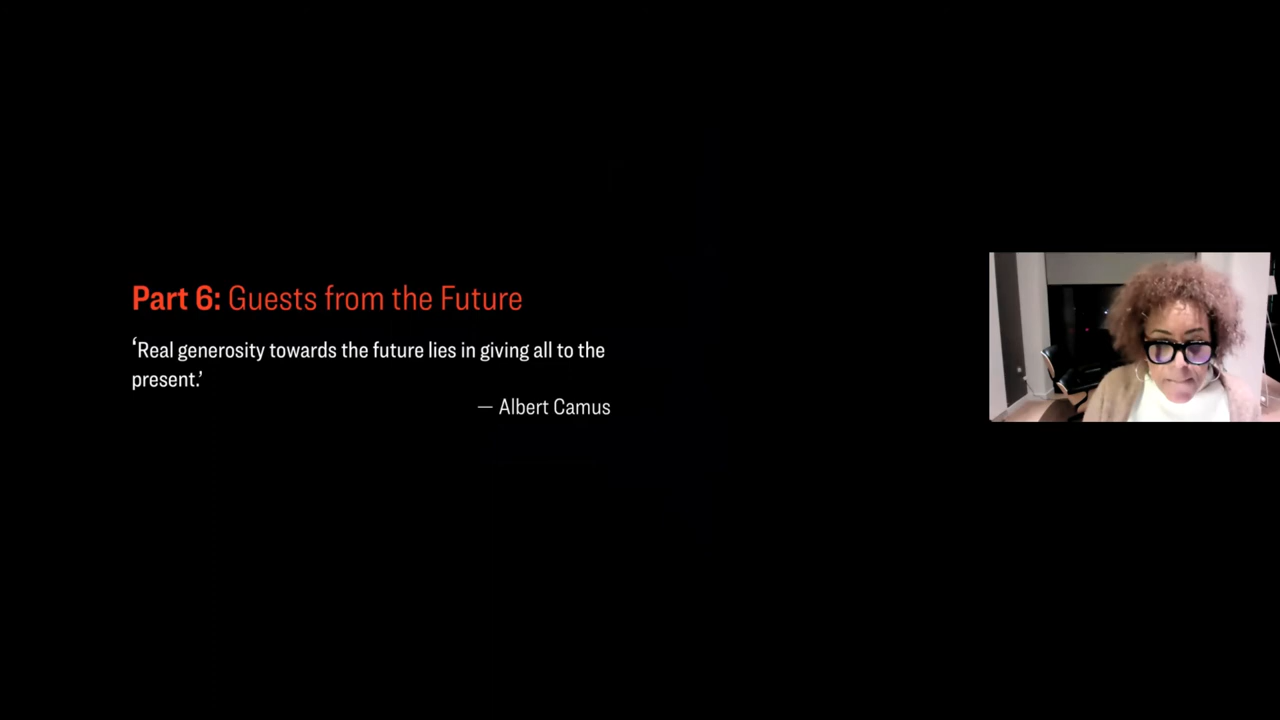 Part 6: Guests from the Future
‘Real generosity towards the future lies in giving all to the
present.’
— Albert Camus